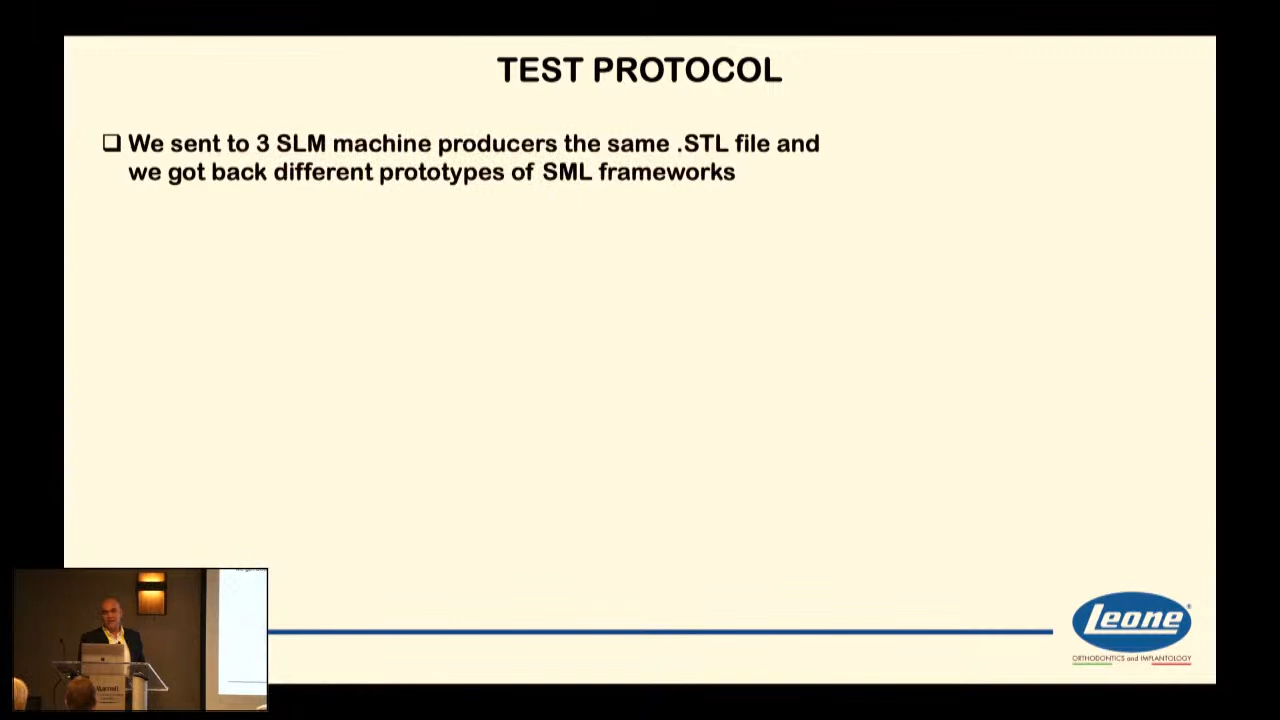 TEST PROTOCOL
❑ We sent to 3 SLM machine producers the same .STL file and
we got back different prototypes of SML frameworks
Leone®
ORTHODONTICS and IMPLANTOLOGY
Marriott